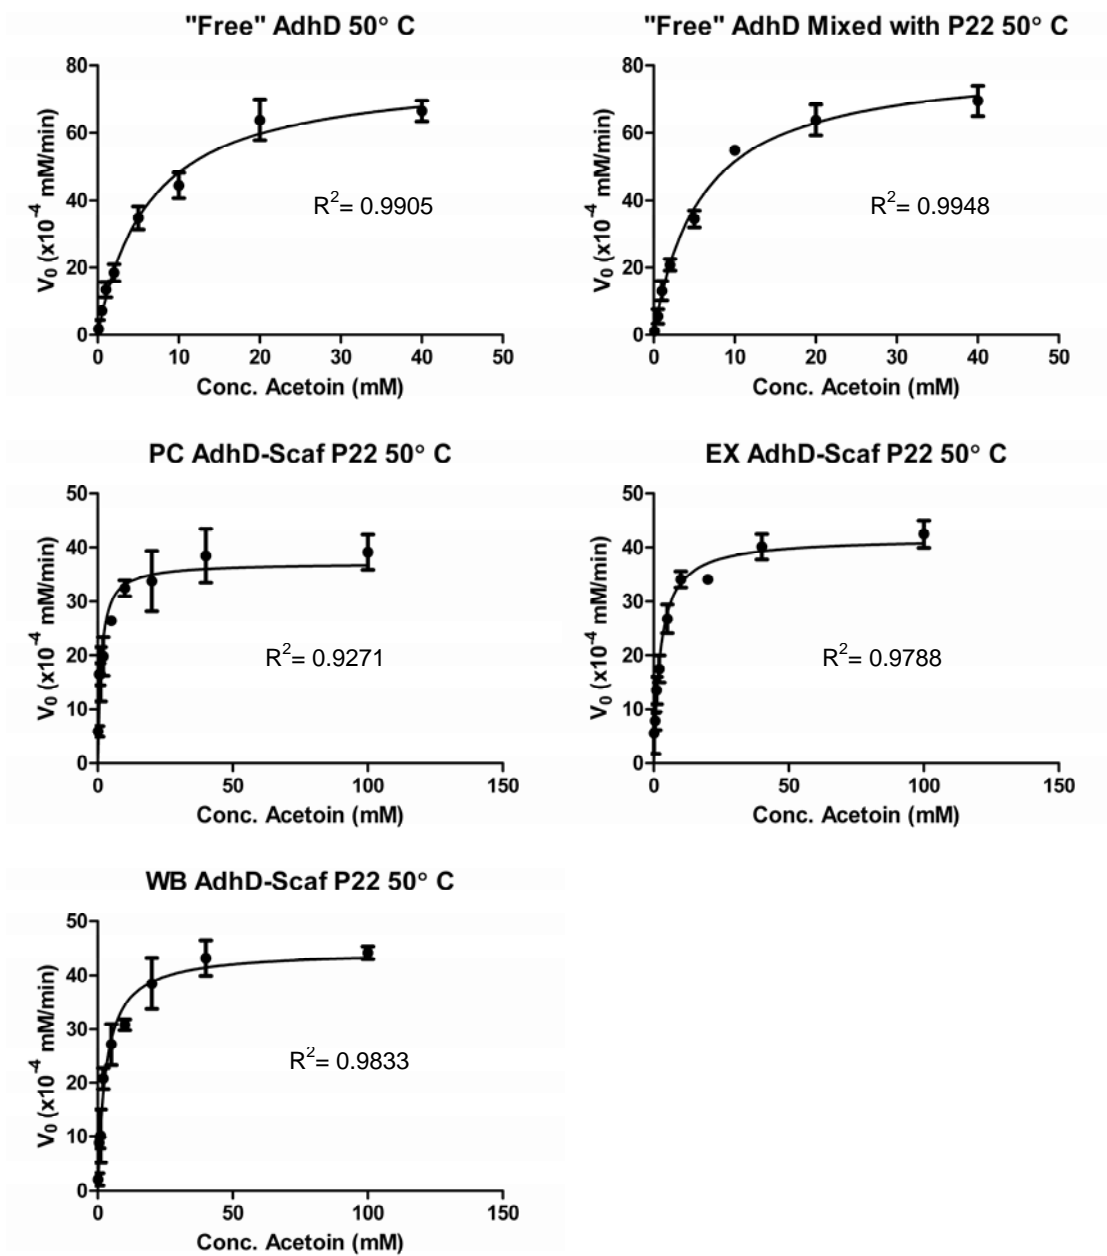 "Free" AdhD 50° C
80
60
40
20
0
V₀ (x10⁻⁴ mM/min)
R²= 0.9905
0 10 20 30 40 50
Conc. Acetoin (mM)
"Free" AdhD Mixed with P22 50° C
80
60
40
20
0
V₀ (x10⁻⁴ mM/min)
R²= 0.9948
0 10 20 30 40 50
Conc. Acetoin (mM)
PC AdhD-Scaf P22 50° C
50
40
30
20
10
0
V₀ (x10⁻⁴ mM/min)
R²= 0.9271
0 50 100 150
Conc. Acetoin (mM)
EX AdhD-Scaf P22 50° C
50
40
30
20
10
0
V₀ (x10⁻⁴ mM/min)
R²= 0.9788
0 50 100 150
Conc. Acetoin (mM)
WB AdhD-Scaf P22 50° C
50
40
30
20
10
0
V₀ (x10⁻⁴ mM/min)
R²= 0.9833
0 50 100 150
Conc. Acetoin (mM)